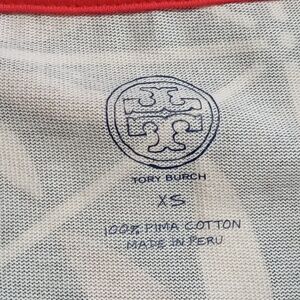 TORY BURCH
XS
100% PIMA COTTON
MADE IN PERU